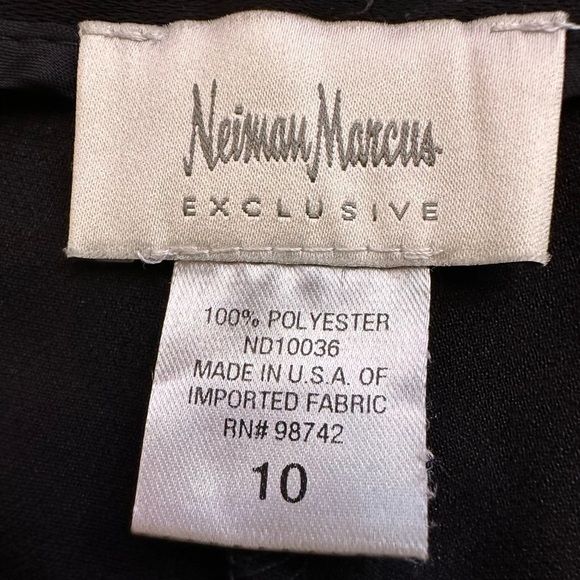 Neiman Marcus
EXCLUSIVE
100% POLYESTER
ND10036
MADE IN U.S.A. OF
IMPORTED FABRIC
RN# 98742
10